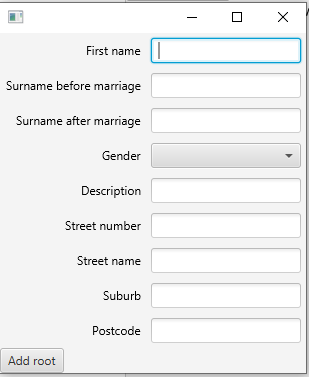 First name
Surname before marriage
Surname after marriage
Gender
Description
Street number
Street name
Suburb
Postcode
Add root